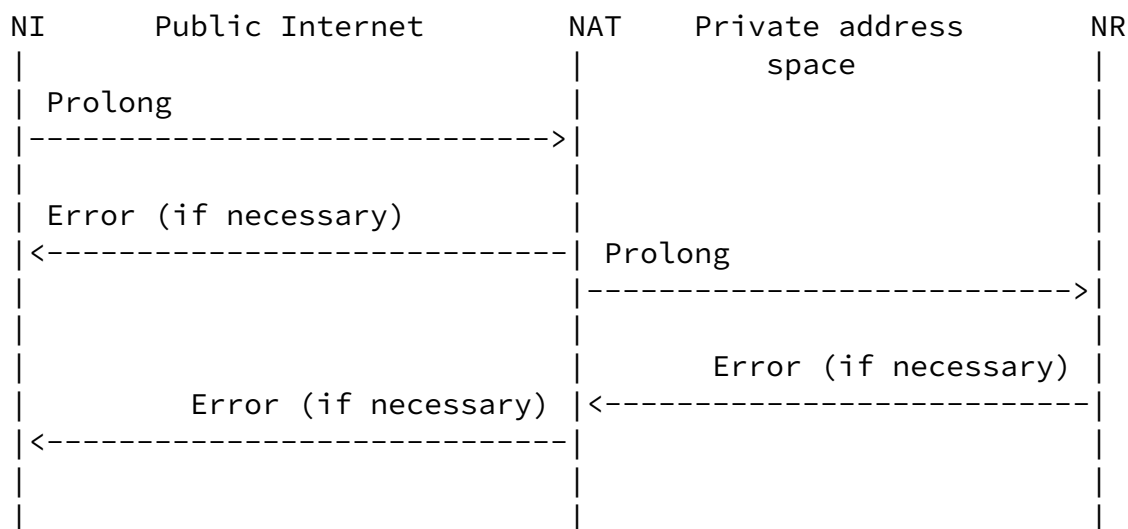 NI Public Internet NAT Private address NR
space
Prolong
Error (if necessary)
Prolong
Error (if necessary)
Error (if necessary)